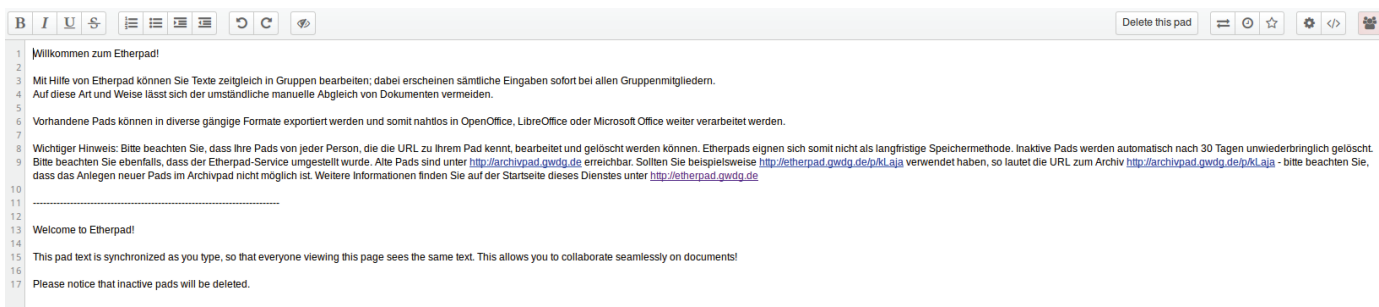 B I U S
Delete this pad
1 Willkommen zum Etherpad!
2
3 Mit Hilfe von Etherpad können Sie Texte zeitgleich in Gruppen bearbeiten; dabei erscheinen sämtliche Eingaben sofort bei allen Gruppenmitgliedern.
4 Auf diese Art und Weise lässt sich der umständliche manuelle Abgleich von Dokumenten vermeiden.
5
6 Vorhandene Pads können in diverse gängige Formate exportiert werden und somit nahtlos in OpenOffice, LibreOffice oder Microsoft Office weiter verarbeitet werden.
7
8 Wichtiger Hinweis: Bitte beachten Sie, dass Ihre Pads von jeder Person, die die URL zu Ihrem Pad kennt, bearbeitet und gelöscht werden können. Etherpads eignen sich somit nicht als langfristige Speichermethode. Inaktive Pads werden automatisch nach 30 Tagen unwiederbringlich gelöscht.
9 Bitte beachten Sie ebenfalls, dass der Etherpad-Service umgestellt wurde. Alte Pads sind unter http://archivpad.gwdg.de erreichbar. Sollten Sie beispielsweise http://etherpad.gwdg.de/p/kLaja verwendet haben, so lautet die URL zum Archiv http://archivpad.gwdg.de/p/kLaja - bitte beachten Sie,
dass das Anlegen neuer Pads im Archivpad nicht möglich ist. Weitere Informationen finden Sie auf der Startseite dieses Dienstes unter http://etherpad.gwdg.de
10
11 --------------------------------------------------------------------------
12
13 Welcome to Etherpad!
14
15 This pad text is synchronized as you type, so that everyone viewing this page sees the same text. This allows you to collaborate seamlessly on documents!
16
17 Please notice that inactive pads will be deleted.